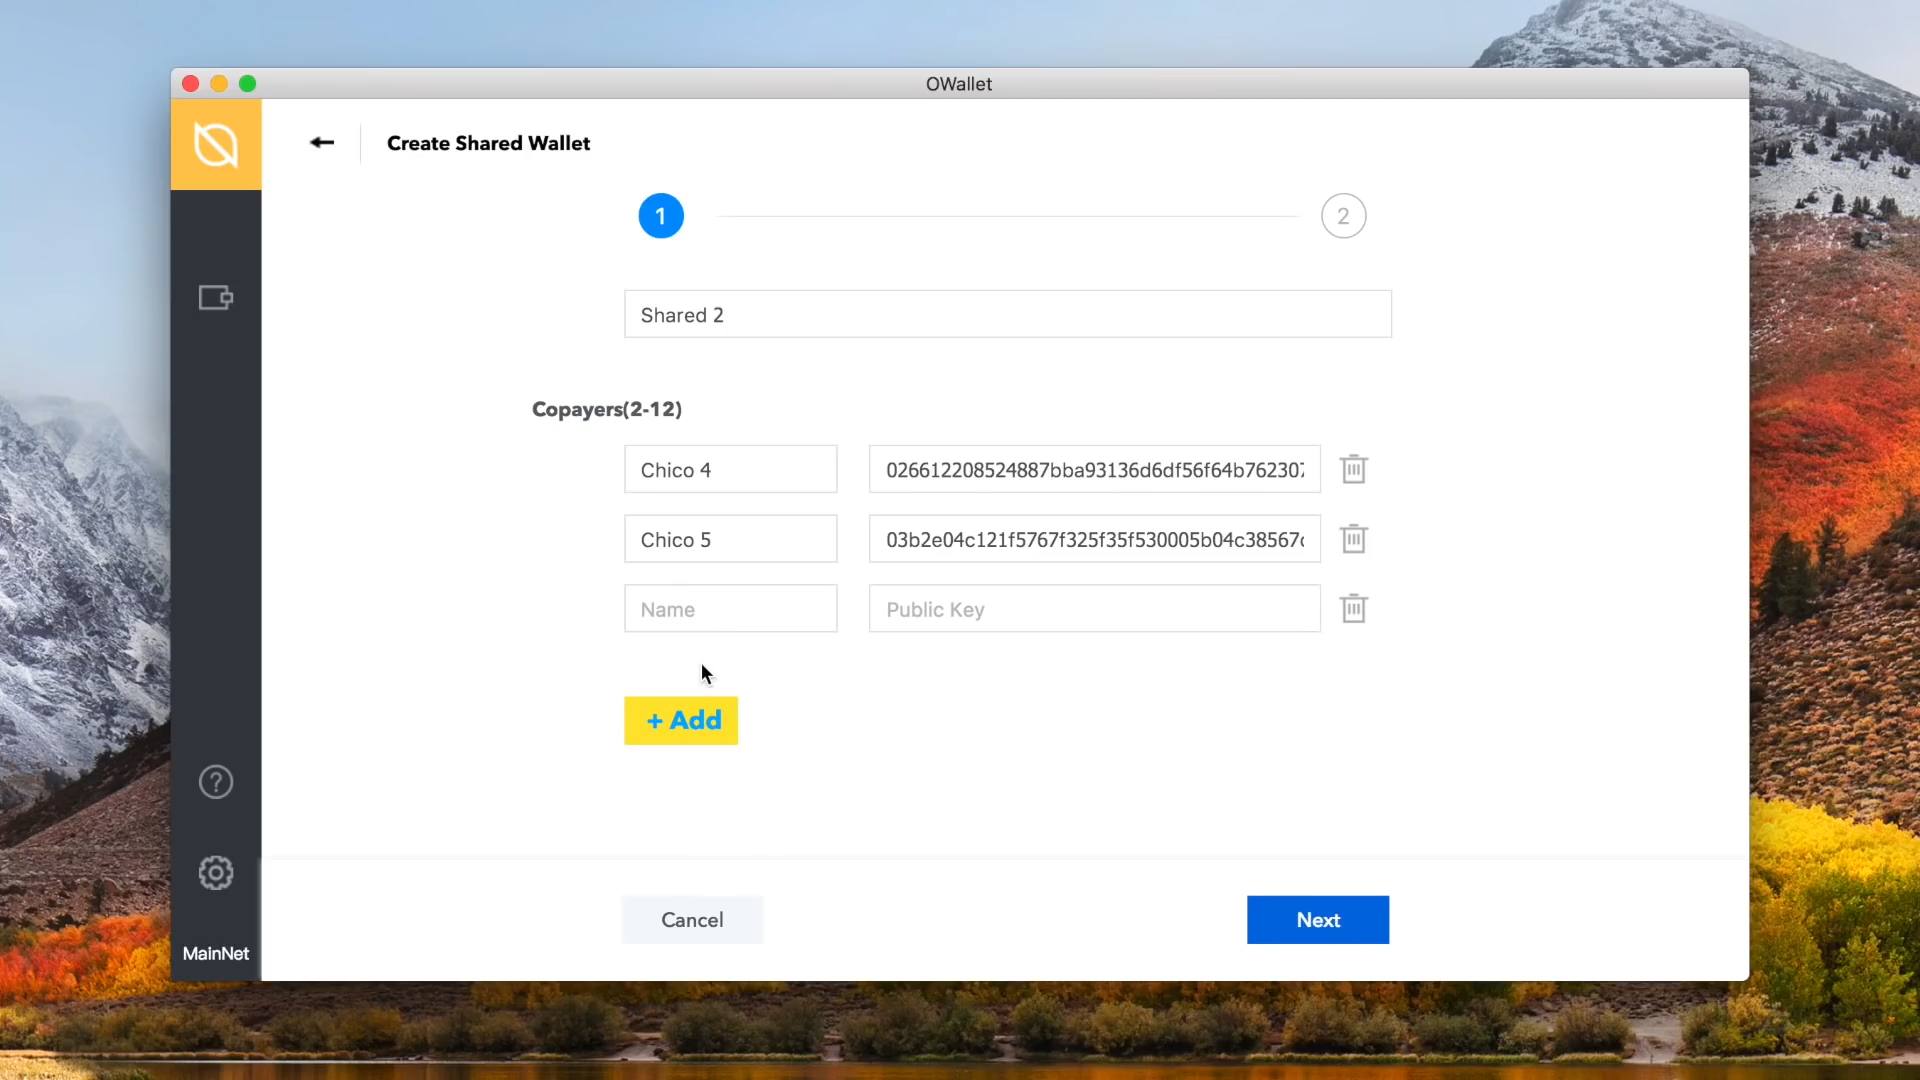 OWallet
Create Shared Wallet
1
2
Shared 2
Copayers(2-12)
Chico 4
026612208524887bba93136d6df56f64b76230
Chico 5
03b2e04c121f5767f325f35f530005b04c38567
Name
Public Key
+ Add
Cancel
Next
MainNet